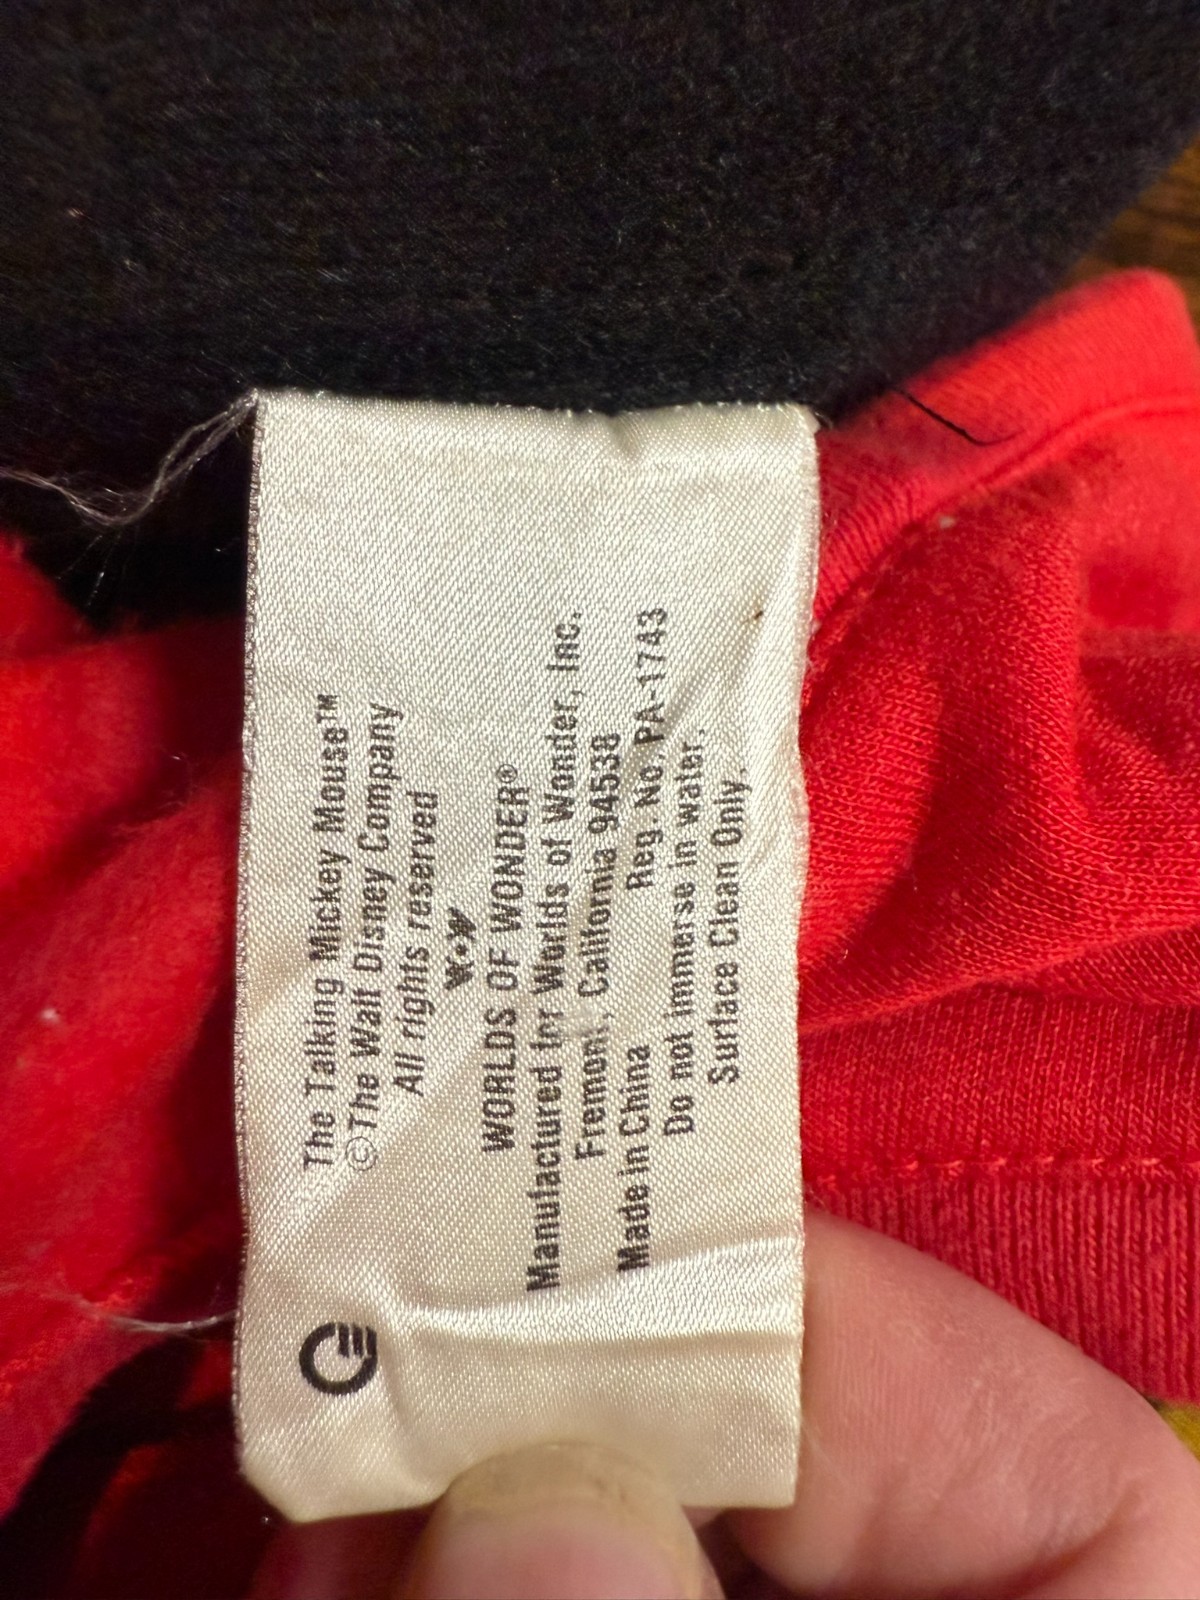 The Talking Mickey Mouse™
©The Walt Disney Company
All rights reserved
WOW
WORLDS OF WONDER®
Manufactured for Worlds of Wonder, Inc.
Fremont, California 94538
Made in China Reg. No. PA-1743
Do not immerse in water.
Surface Clean Only.